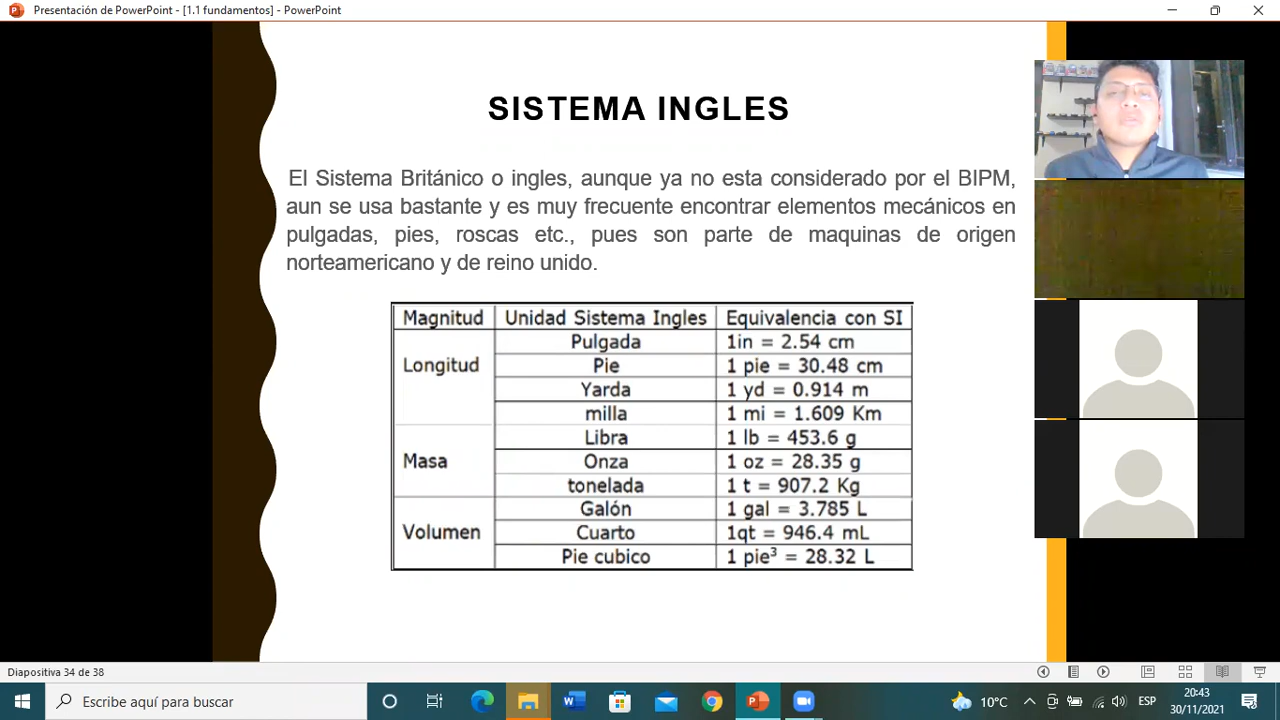 Presentación de PowerPoint - [1.1 fundamentos] - PowerPoint
SISTEMA INGLES
El Sistema Británico o ingles, aunque ya no esta considerado por el BIPM,
aun se usa bastante y es muy frecuente encontrar elementos mecánicos en
pulgadas, pies, roscas etc., pues son parte de maquinas de origen
norteamericano y de reino unido.
Magnitud Unidad Sistema Ingles Equivalencia con SI
Longitud
Pulgada 1in = 2.54 cm
Pie 1 pie = 30.48 cm
Yarda 1 yd = 0.914 m
milla 1 mi = 1.609 Km
Masa
Libra 1 lb = 453.6 g
Onza 1 oz = 28.35 g
tonelada 1 t = 907.2 Kg
Volumen
Galón 1 gal = 3.785 L
Cuarto 1qt = 946.4 mL
Pie cubico 1 pie³ = 28.32 L
Diapositiva 34 de 38
Escribe aquí para buscar
10°C
ESP
20:43
30/11/2021